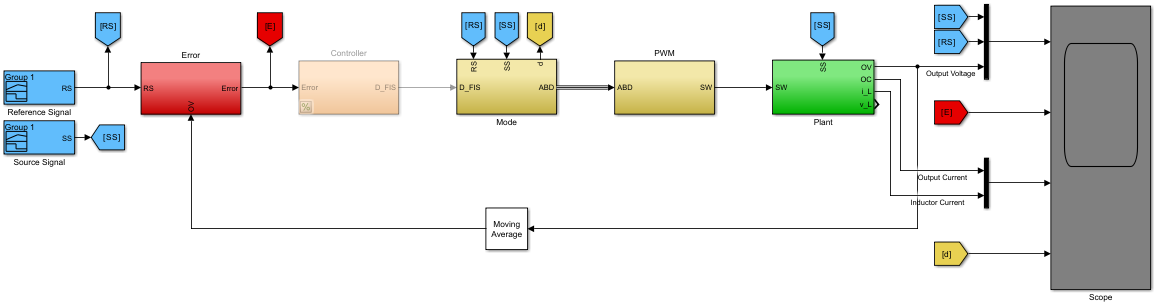 [RS]
[E]
[RS]
[SS]
[d]
[SS]
[SS]
[RS]
Error
Controller
PWM
Group 1
RS
Reference Signal
RS
OV
Error
Error
D_FIS
%
RS
SS
d
D_FIS
ABD
Mode
ABD
SW
SS
SW
OV
OC
i_L
v_L
Plant
Output Voltage
[E]
Group 1
SS
Source Signal
[SS]
Output Current
Inductor Current
Moving
Average
[d]
Scope